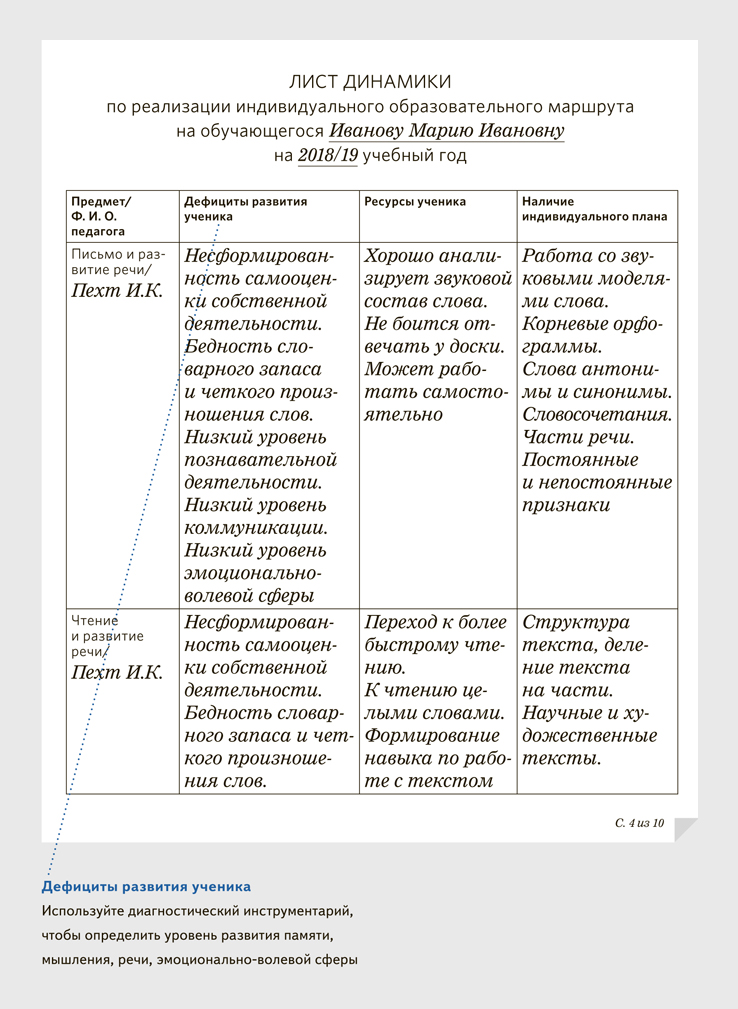 ЛИСТ ДИНАМИКИ
по реализации индивидуального образовательного маршрута
на обучающегося Иванову Марию Ивановну
на 2018/19 учебный год
Предмет/
Ф. И. О.
педагога
Дефициты развития
ученика
Ресурсы ученика
Наличие
индивидуального плана
Письмо и раз-
витие речи/
Пехт И.К.
Несформирован-
ность самооцен-
ки собственной
деятельности.
Бедность сло-
варного запаса
и четкого произ-
ношения слов.
Низкий уровень
познавательной
деятельности.
Низкий уровень
коммуникации.
Низкий уровень
эмоционально-
волевой сферы
Хорошо анали-
зирует звуковой
состав слова.
Не боится от-
вечать у доски.
Может рабо-
тать самосто-
ятельно
Работа со зву-
ковыми моделя-
ми слова.
Корневые орфо-
граммы.
Слова антони-
мы и синонимы.
Словосочетания.
Части речи.
Постоянные
и непостоянные
признаки
Чтение
и развитие
речи/
Пехт И.К.
Несформирован-
ность самооцен-
ки собственной
деятельности.
Бедность словар-
ного запаса и чет-
кого произноше-
ния слов.
Переход к более
быстрому чте-
нию.
К чтению це-
лыми словами.
Формирование
навыка по рабо-
те с текстом
Структура
текста, деле-
ние текста
на части.
Научные и ху-
дожественные
тексты.
С. 4 из 10
Дефициты развития ученика
Используйте диагностический инструментарий,
чтобы определить уровень развития памяти,
мышления, речи, эмоционально-волевой сферы